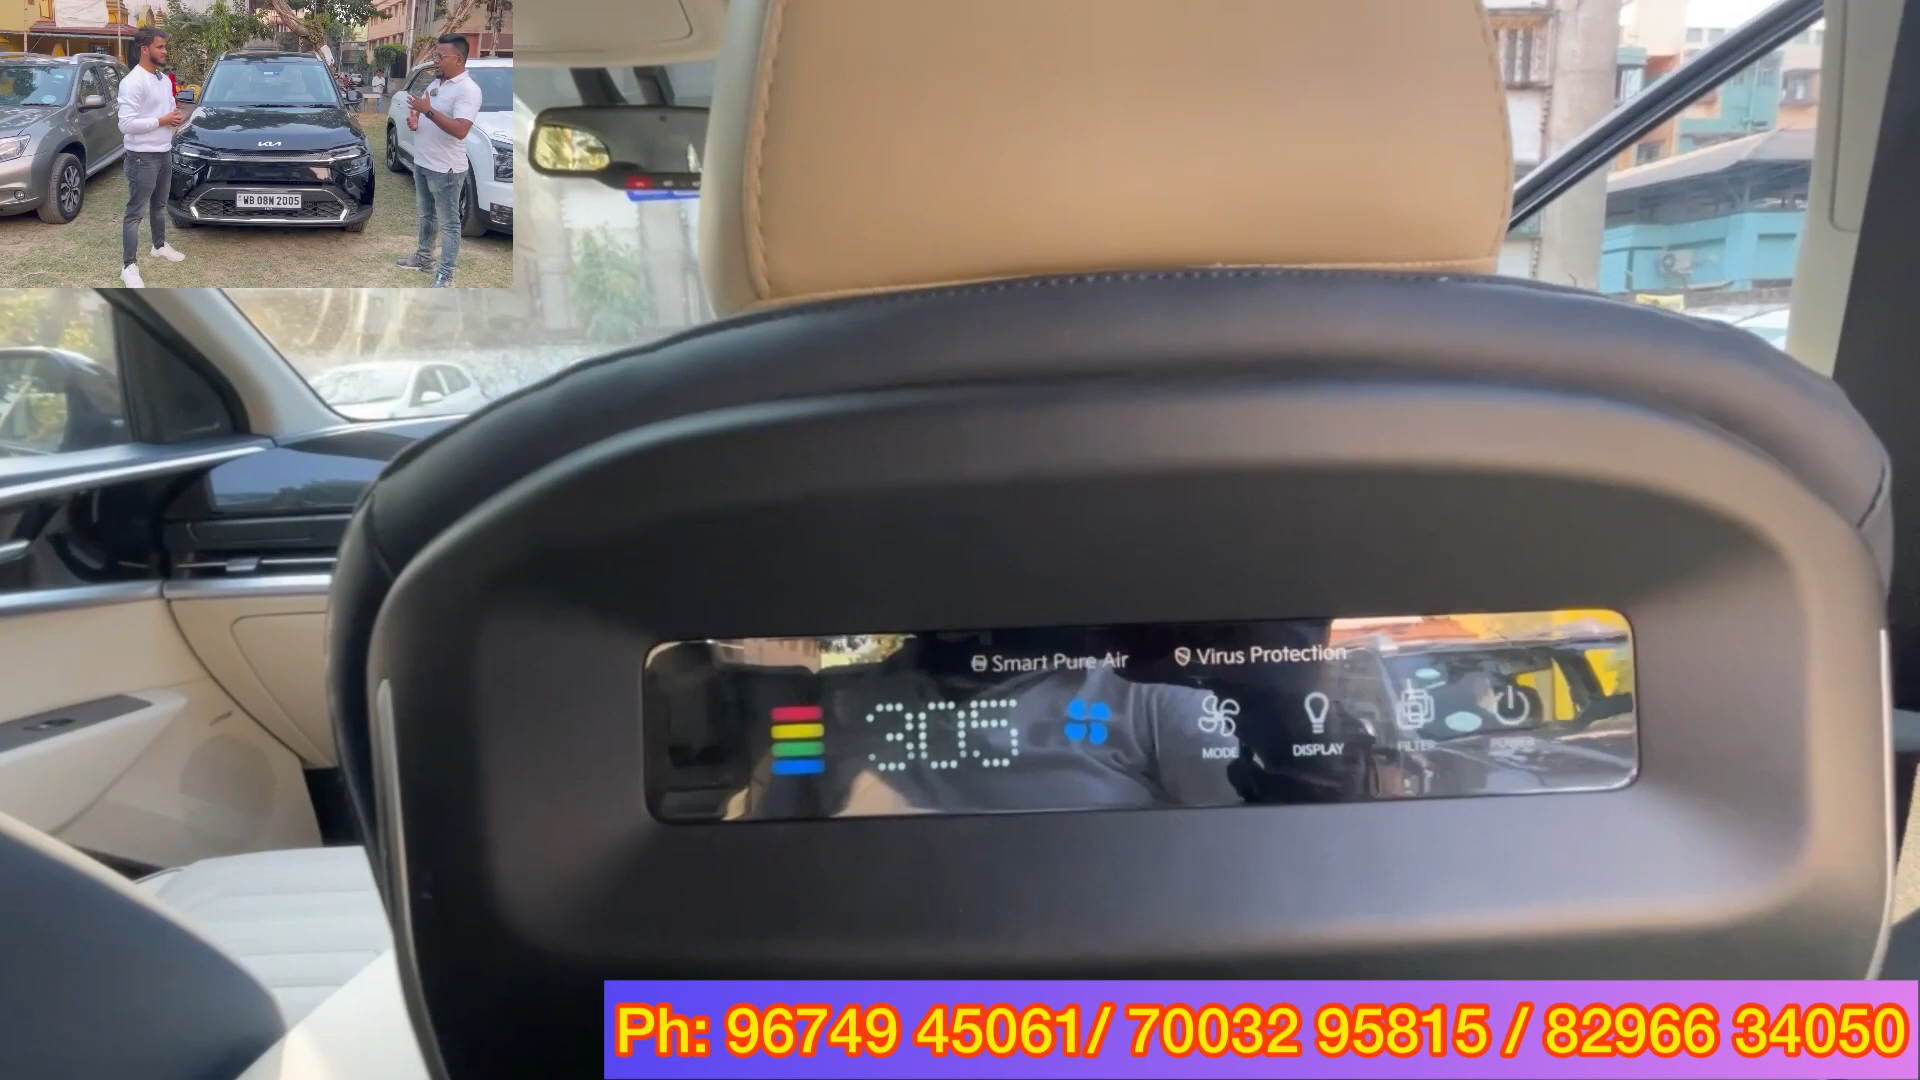 KIA
WB 08N 2005
Smart Pure Air
Virus Protection
305
MODE
DISPLAY
FILTER
POWER
Ph: 96749 45061/ 70032 95815 / 82966 34050